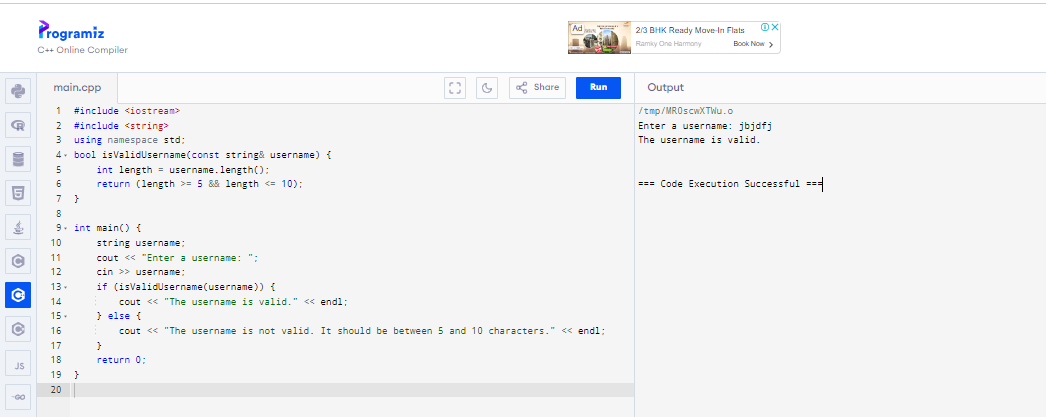 Programiz
C++ Online Compiler
Ad
2/3 BHK Ready Move-In Flats
Ramky One Harmony
Book Now
main.cpp
Share
Run
Output
1 #include <iostream>
2 #include <string>
3 using namespace std;
4 bool isValidUsername(const string& username) {
5 int length = username.length();
6 return (length >= 5 && length <= 10);
7 }
8
9 int main() {
10 string username;
11 cout << "Enter a username: ";
12 cin >> username;
13 if (isValidUsername(username)) {
14 cout << "The username is valid." << endl;
15 } else {
16 cout << "The username is not valid. It should be between 5 and 10 characters." << endl;
17 }
18 return 0;
19 }
20
/tmp/MROscwXTWu.o
Enter a username: jbjdfj
The username is valid.
=== Code Execution Successful ===
R
5
C
C
C
JS
GO